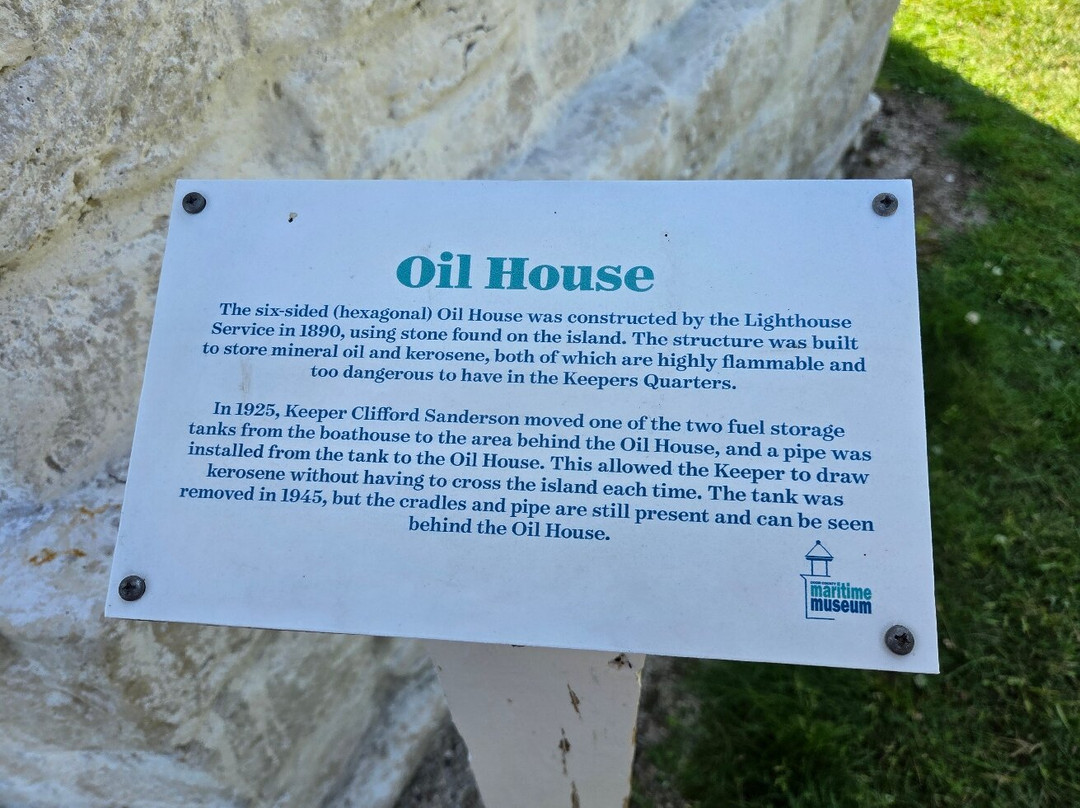 Oil House
The six-sided (hexagonal) Oil House was constructed by the Lighthouse
Service in 1890, using stone found on the island. The structure was built
to store mineral oil and kerosene, both of which are highly flammable and
too dangerous to have in the Keepers Quarters.
In 1925, Keeper Clifford Sanderson moved one of the two fuel storage
tanks from the boathouse to the area behind the Oil House, and a pipe was
installed from the tank to the Oil House. This allowed the Keeper to draw
kerosene without having to cross the island each time. The tank was
removed in 1945, but the cradles and pipe are still present and can be seen
behind the Oil House.
maritime
museum